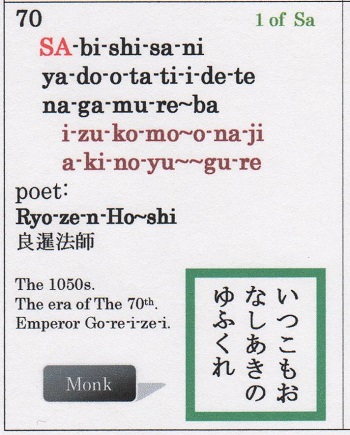 70
1 of Sa
SA-bi-shi-sa-ni
ya-do-o-ta-ti-i-de-te
na-ga-mu-re~ba
i-zu-ko-mo~o-na-ji
a-ki-no-yu~~gu-re
poet:
Ryo-ze-n-Ho~shi
良暹法師
The 1050s.
The era of The 70th.
Emperor Go-re-i-ze-i.
Monk
いつこもお
なしあきの
ゆふくれ